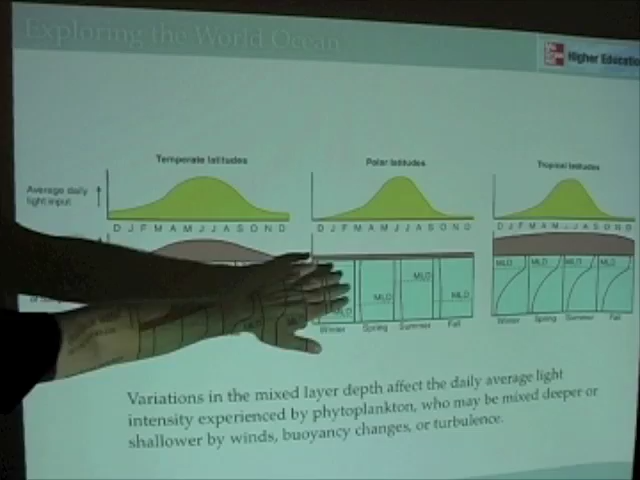 Exploring the World Ocean
Higher Educatio
Temperate latitudes
Polar latitudes
Tropical latitudes
Average daily
light input
D J F M A M J J A S O N D
D J F M A M J J A S O N D
D J F M A M J J A S O N D
MLD MLD MLD MLD
MLD
MLD
MLD
MLD
Winter Spring Summer Fall
Winter Spring Summer Fall
Variations in the mixed layer depth affect the daily average light
intensity experienced by phytoplankton, who may be mixed deeper or
shallower by winds, buoyancy changes, or turbulence.